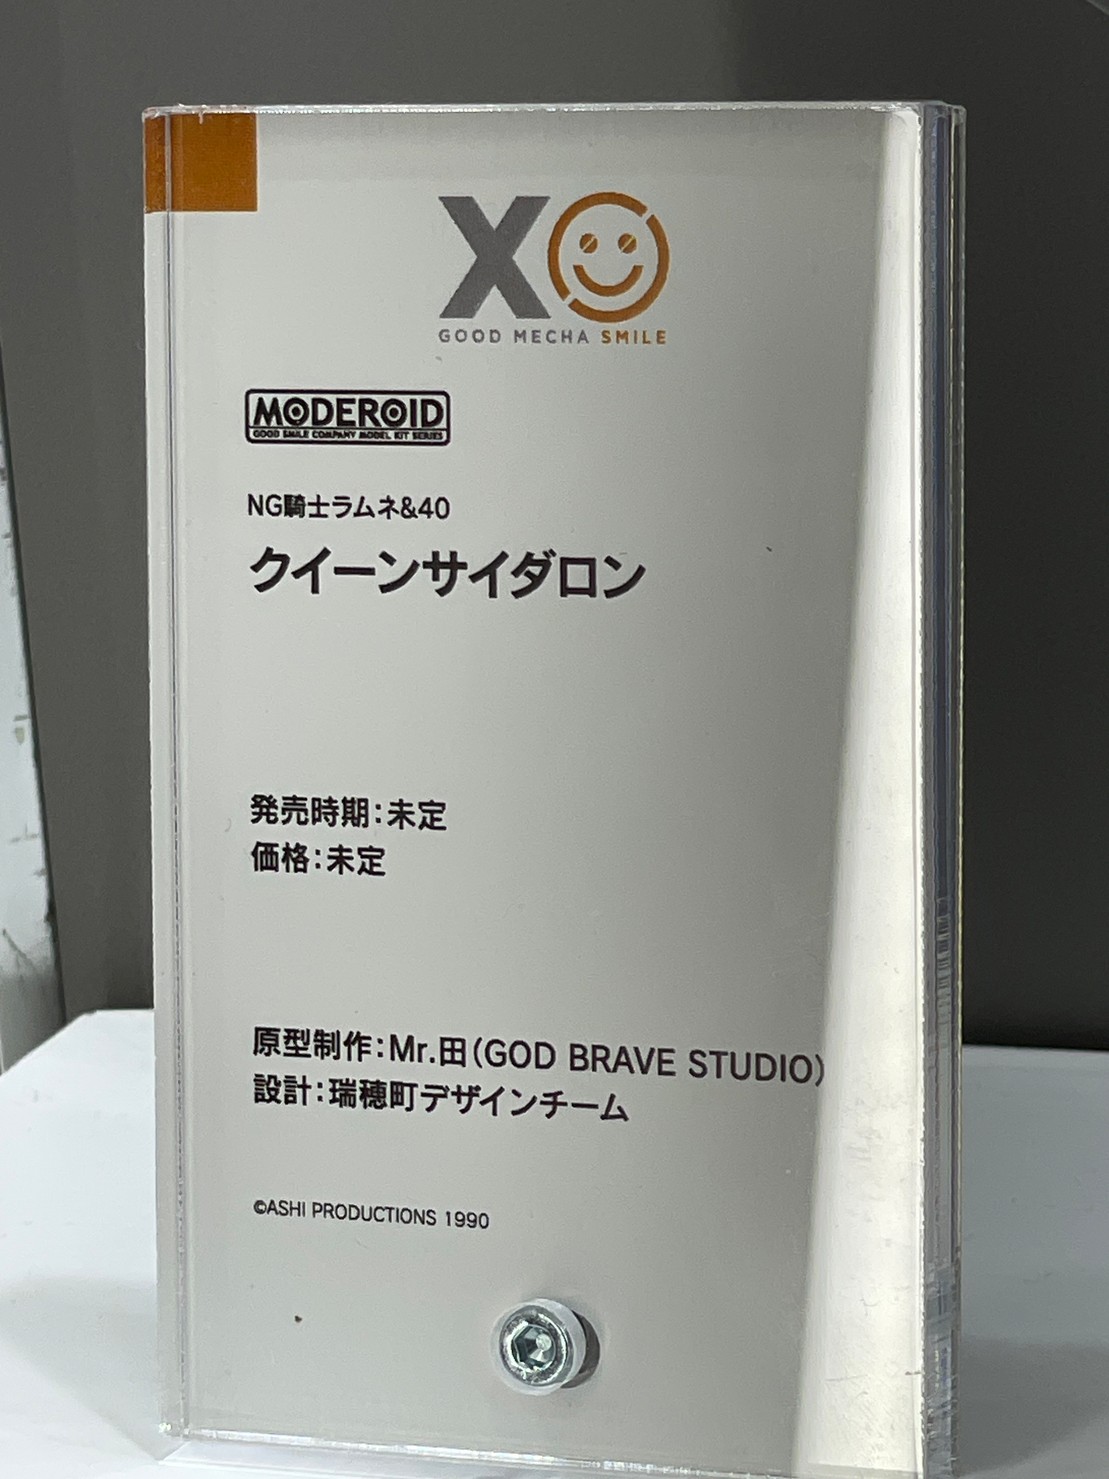 XO
GOOD MECHA SMILE
MODEROID
GOOD SMILE COMPANY MODEL KIT SERIES
NG騎士ラムネ&40
クイーンサイダロン
発売時期：未定
価格：未定
原型制作：Mr.田（GOD BRAVE STUDIO）
設計：瑞穂町デザインチーム
©ASHI PRODUCTIONS 1990